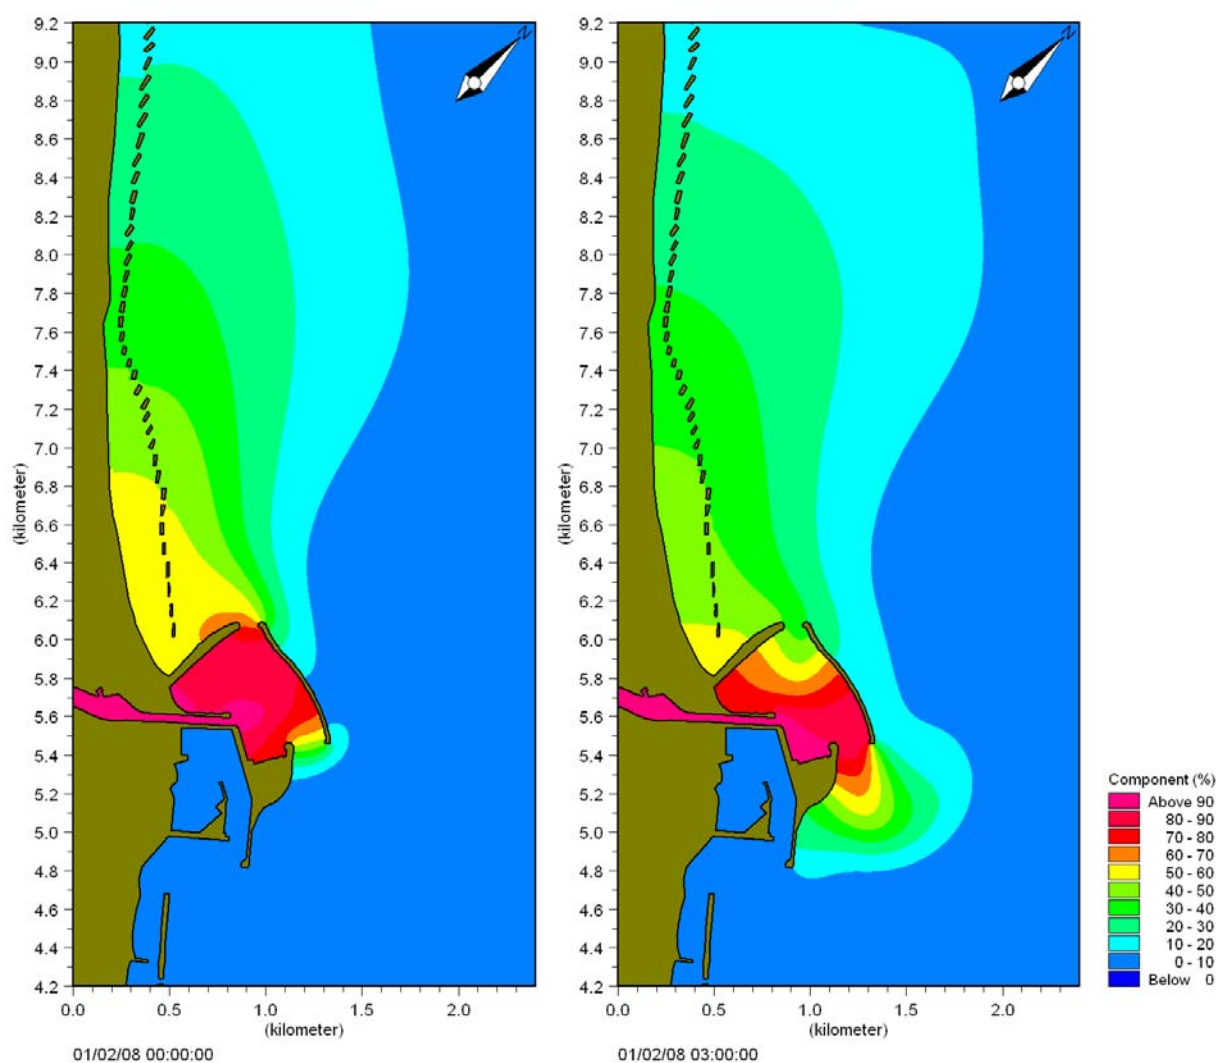 N
N
9.2
9.0
8.8
8.6
8.4
8.2
8.0
7.8
7.6
7.4
7.2
7.0
6.8
6.6
6.4
6.2
6.0
5.8
5.6
5.4
5.2
5.0
4.8
4.6
4.4
4.2
(kilometer)
0.0 0.5 1.0 1.5 2.0
(kilometer)
01/02/08 00:00:00
9.2
9.0
8.8
8.6
8.4
8.2
8.0
7.8
7.6
7.4
7.2
7.0
6.8
6.6
6.4
6.2
6.0
5.8
5.6
5.4
5.2
5.0
4.8
4.6
4.4
4.2
(kilometer)
0.0 0.5 1.0 1.5 2.0
(kilometer)
01/02/08 03:00:00
Component (%)
Above 90
80 - 90
70 - 80
60 - 70
50 - 60
40 - 50
30 - 40
20 - 30
10 - 20
0 - 10
Below 0